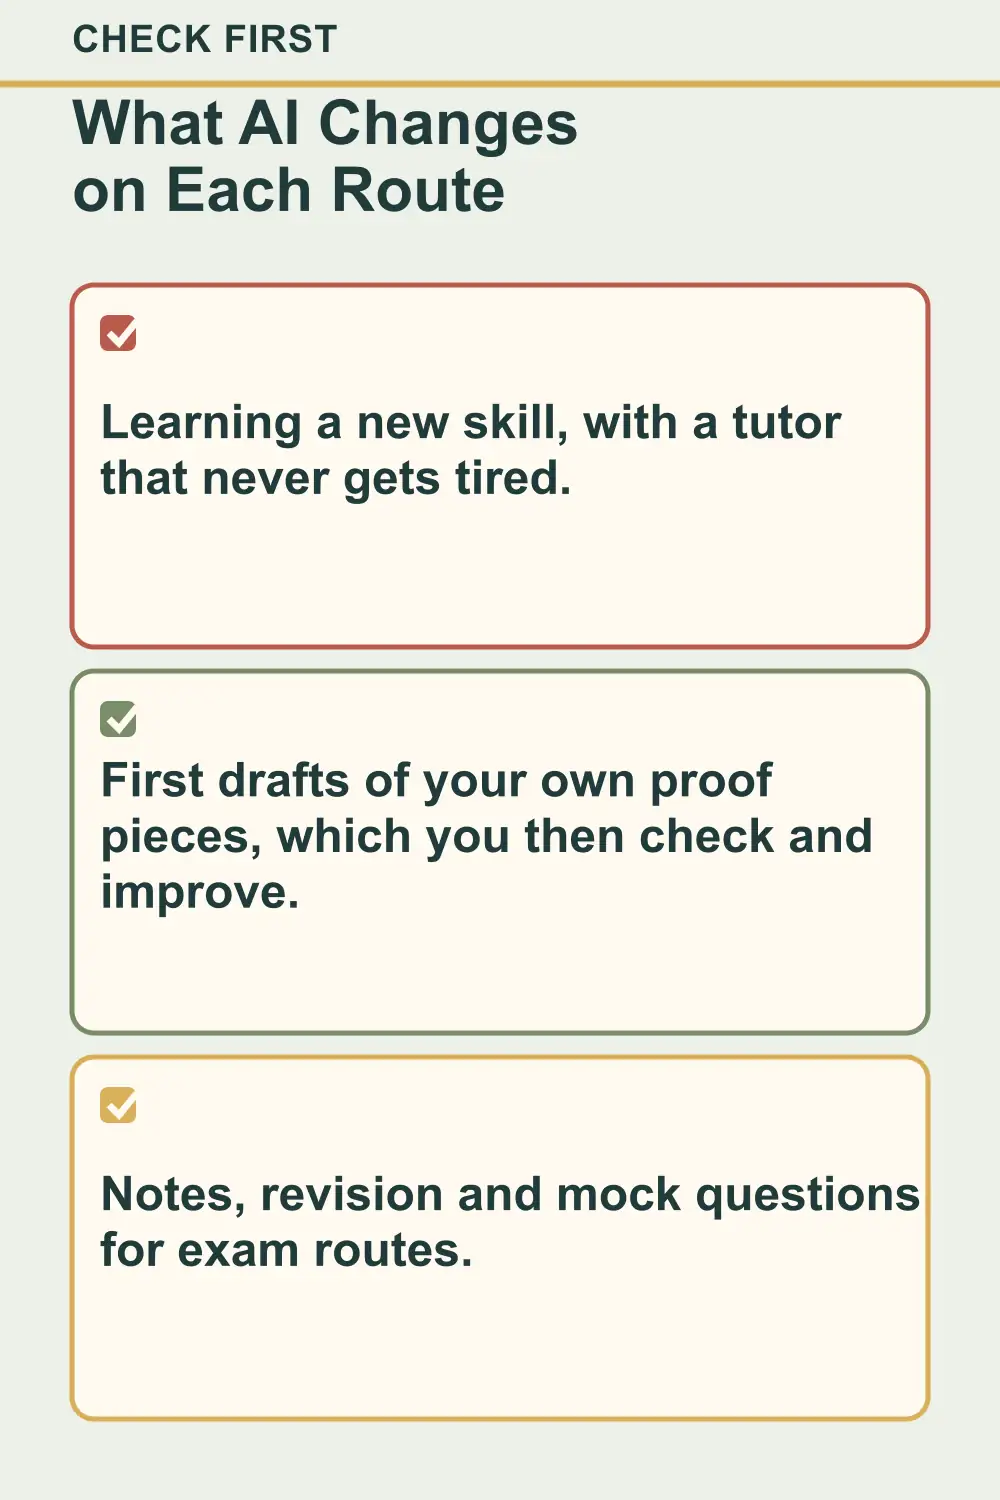 CHECK FIRST
What AI Changes
on Each Route
Learning a new skill, with a tutor
that never gets tired.
First drafts of your own proof
pieces, which you then check and
improve.
Notes, revision and mock questions
for exam routes.